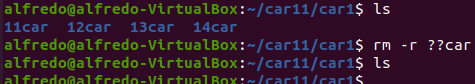 alfredo@alfredo-VirtualBox:~/car11/car1$ ls
11car  12car  13car  14car
alfredo@alfredo-VirtualBox:~/car11/car1$ rm -r ??car
alfredo@alfredo-VirtualBox:~/car11/car1$ ls
alfredo@alfredo-VirtualBox:~/car11/car1$